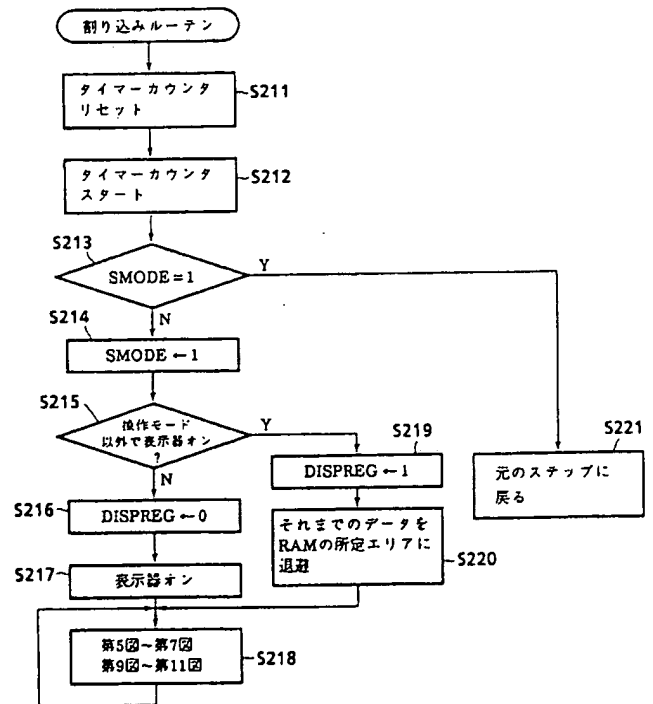 割り込みルーテン
タイマーカウンタ
リセット
S211
タイマーカウンタ
スタート
S212
S213
SMODE=1
Y
N
S214
SMODE ← 1
S215
操作モード
以外で表示器オン
?
Y
N
S219
DISPREG ← 1
S221
元のステップに
戻る
S216
DISPREG ← 0
それまでのデータを
RAMの所定エリアに
退避
S220
S217
表示器オン
第5図~第7図
第9図~第11図
S218